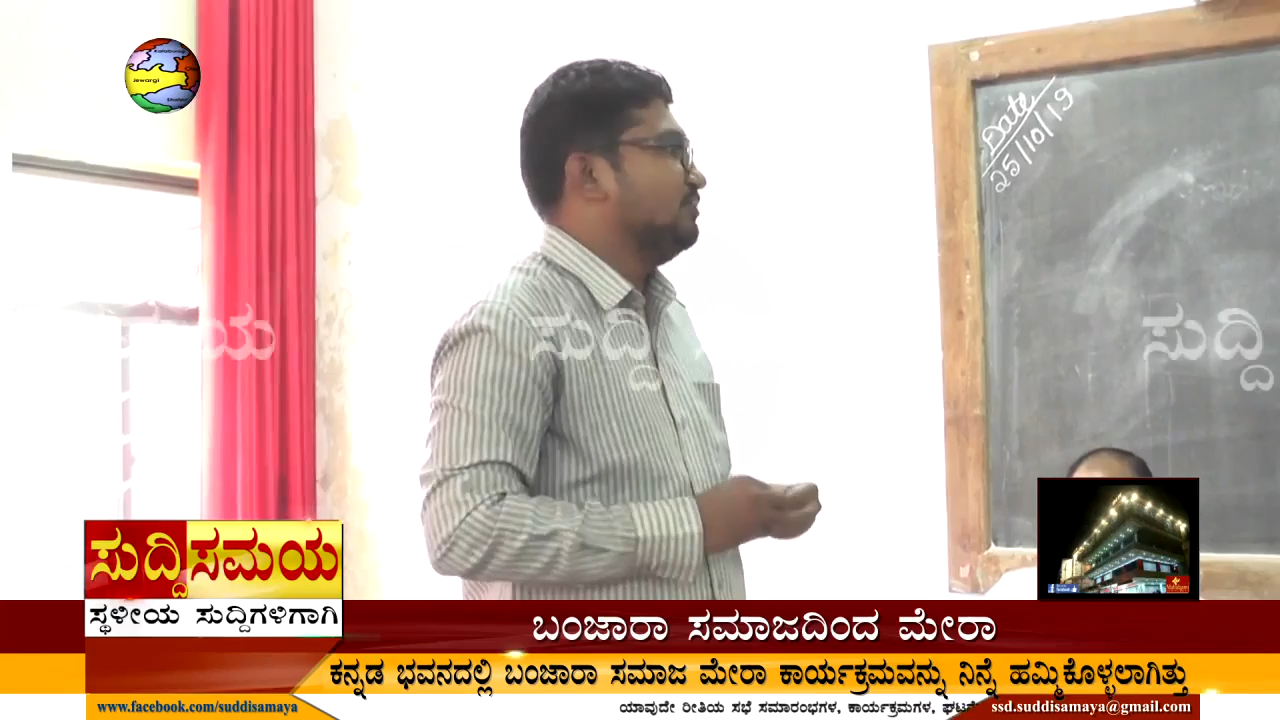 Jewargi
Date
25/10/19
ಯ
ಸುದ್ದಿ
ಸುದ್ದಿ
ಸುದ್ದಿ ಸಮಯ
ಸ್ಥಳೀಯ ಸುದ್ದಿಗಳಿಗಾಗಿ
ಬಂಜಾರಾ ಸಮಾಜದಿಂದ ಮೇರಾ
ಕನ್ನಡ ಭವನದಲ್ಲಿ ಬಂಜಾರಾ ಸಮಾಜ ಮೇರಾ ಕಾರ್ಯಕ್ರಮವನ್ನು ನಿನ್ನೆ ಹಮ್ಮಿಕೊಳ್ಳಲಾಗಿತ್ತು
www.facebook.com/suddisamaya
ಯಾವುದೇ ರೀತಿಯ ಸಭೆ ಸಮಾರಂಭಗಳ, ಕಾರ್ಯಕ್ರಮಗಳ,
ssd.suddisamaya@gmail.com